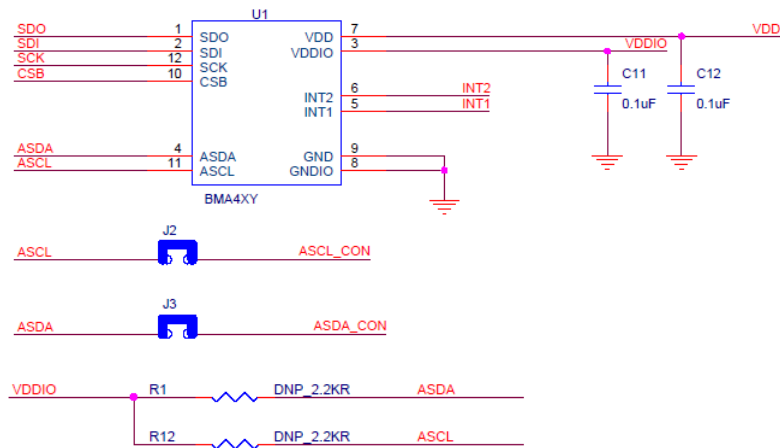 U1
SDO 1 SDO VDD 7 VDD
SDI 2 SDI VDDIO 3 VDDIO
SCK 12 SCK
CSB 10 CSB
C11 C12
0.1uF 0.1uF
INT2 6 INT2
INT1 5 INT1
ASDA 4 ASDA GND 9
ASCL 11 ASCL GNDIO 8
BMA4XY
J2
ASCL ASCL_CON
J3
ASDA ASDA_CON
VDDIO R1 DNP_2.2KR ASDA
R12 DNP_2.2KR ASCL